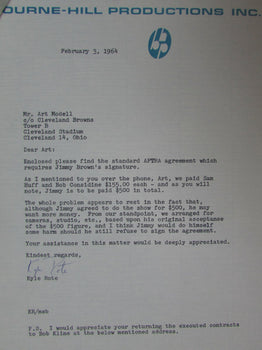 OURNE-HILL PRODUCTIONS INC.
February 3, 1964
Mr. Art Modell
c/o Cleveland Browns
Tower B
Cleveland Stadium
Cleveland 14, Ohio
Dear Art:
Enclosed please find the standard AFTRA agreement which
requires Jimmy Brown's signature.
As I mentioned to you over the phone, Art, we paid Sam
Huff and Bob Considine $155.00 each - and as you will
note, Jimmy is to be paid $500 in total.
The whole problem appears to rest in the fact that,
although Jimmy agreed to do the show for $500, he may
want more money. From our standpoint, we arranged for
cameras, studio, etc., based upon his original acceptance
of the $500 figure, and I think Jimmy would do himself
some harm should he still refuse to sign the agreement.
Your assistance in this matter would be deeply appreciated.
Kindest regards,
Kyle Rote
Kyle Rote
KR/msb
P.S. I would appreciate your returning the executed contracts
to Bob Kline at the below mentioned address.